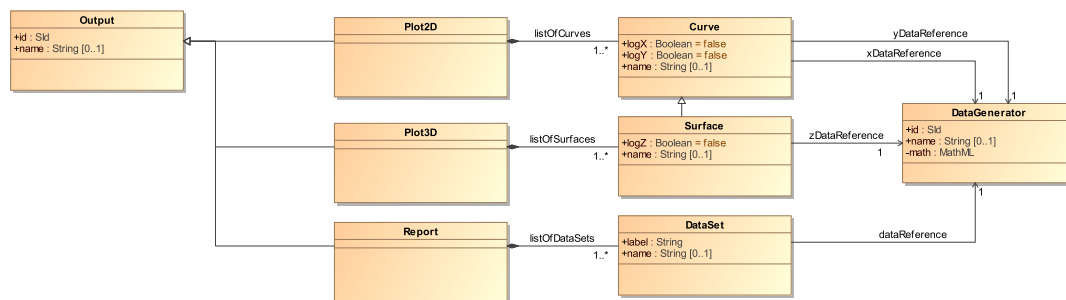 Output
+id : SId
+name : String [0..1]
Plot2D
listOfCurves
1..*
Curve
+logX : Boolean = false
+logY : Boolean = false
+name : String [0..1]
yDataReference
xDataReference
1
1
DataGenerator
+id : SId
+name : String [0..1]
-math : MathML
Plot3D
listOfSurfaces
1..*
Surface
+logZ : Boolean = false
+name : String [0..1]
zDataReference
1
Report
listOfDataSets
1..*
DataSet
+label : String
+name : String [0..1]
dataReference
1